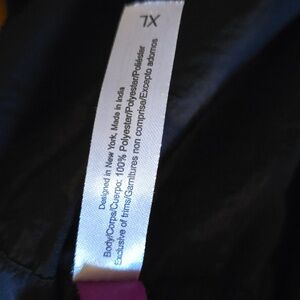 XL
Designed in New York. Made in India
Body/Corps/Cuerpo: 100% Polyester/Polyester/Poliéster
Exclusive of trims/Garnitures non comprise/Excepto adornos